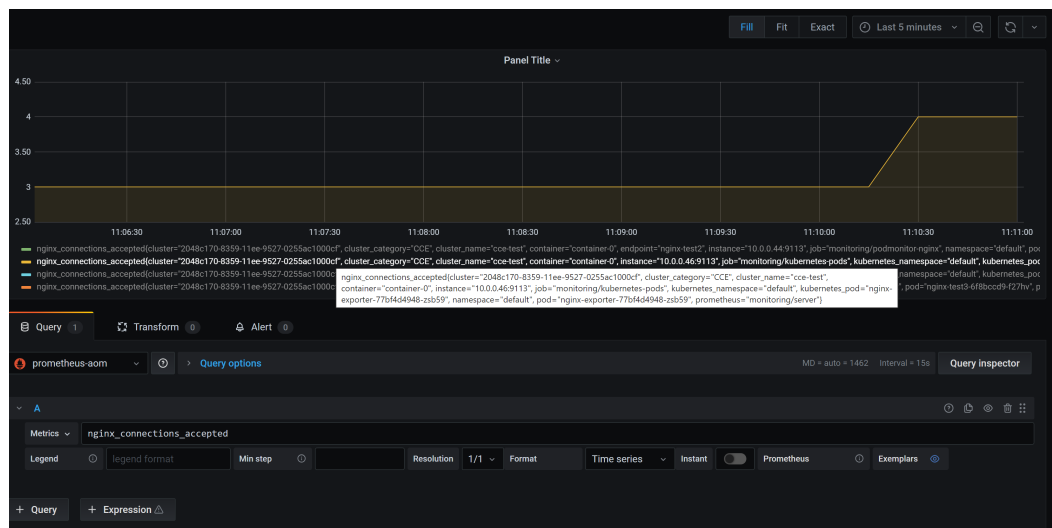 Fill Fit Exact Last 5 minutes
Panel Title
4.50
4
3.50
3
2.50
11:06:30 11:07:00 11:07:30 11:08:00 11:08:30 11:09:00 11:09:30 11:10:00 11:10:30 11:11:00
nginx_connections_accepted{cluster="2048c170-8359-11ee-9527-0255ac1000cf", cluster_category="CCE", cluster_name="cce-test", container="container-0", endpoint="nginx-test2", instance="10.0.0.44:9113", job="monitoring/podmonitor-nginx", namespace="default", pod
nginx_connections_accepted{cluster="2048c170-8359-11ee-9527-0255ac1000cf", cluster_category="CCE", cluster_name="cce-test", container="container-0", instance="10.0.0.46:9113", job="monitoring/kubernetes-pods", kubernetes_namespace="default", kubernetes_pod
nginx_connections_accepted{cluster="2048c170-8359-11ee-9527-0255ac1000c namespace="default", kubernetes_pod
nginx_connections_accepted{cluster="2048c170-8359-11ee-9527-0255ac1000c pod="nginx-test3-6f8bccd9-f27hv", p
nginx_connections_accepted{cluster="2048c170-8359-11ee-9527-0255ac1000cf", cluster_category="CCE", cluster_name="cce-test",
container="container-0", instance="10.0.0.46:9113", job="monitoring/kubernetes-pods", kubernetes_namespace="default", kubernetes_pod="nginx-
exporter-77bf4d4948-zsb59", namespace="default", pod="nginx-exporter-77bf4d4948-zsb59", prometheus="monitoring/server"}
Query 1 Transform 0 Alert 0
prometheus-aom Query options MD = auto = 1462 Interval = 15s Query inspector
A
Metrics nginx_connections_accepted
Legend legend format Min step Resolution 1/1 Format Time series Instant Prometheus Exemplars
+ Query + Expression